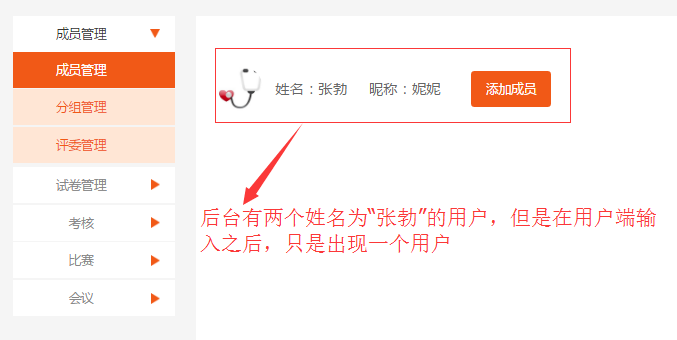 成员管理
成员管理
分组管理
评委管理
试卷管理
考核
比赛
会议
姓名：张勃 昵称：妮妮 添加成员
后台有两个姓名为“张勃”的用户，但是在用户端输
入之后，只是出现一个用户